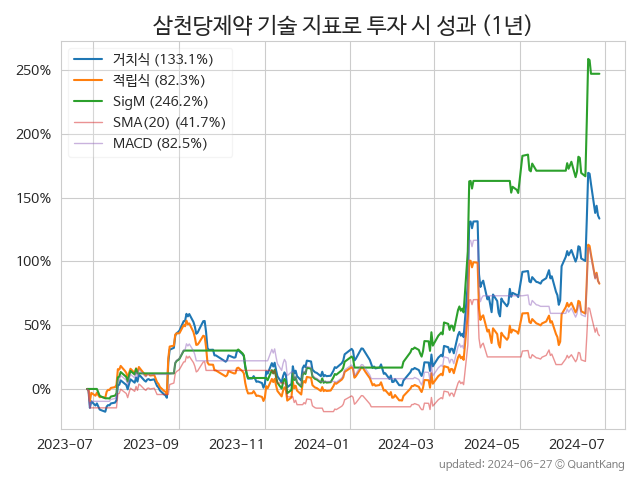 삼천당제약 기술 지표로 투자 시 성과 (1년)
거치식 (133.1%)
적립식 (82.3%)
SigM (246.2%)
SMA(20) (41.7%)
MACD (82.5%)
250%
200%
150%
100%
50%
0%
2023-07 2023-09 2023-11 2024-01 2024-03 2024-05 2024-07
updated: 2024-06-27 @ QuantKang